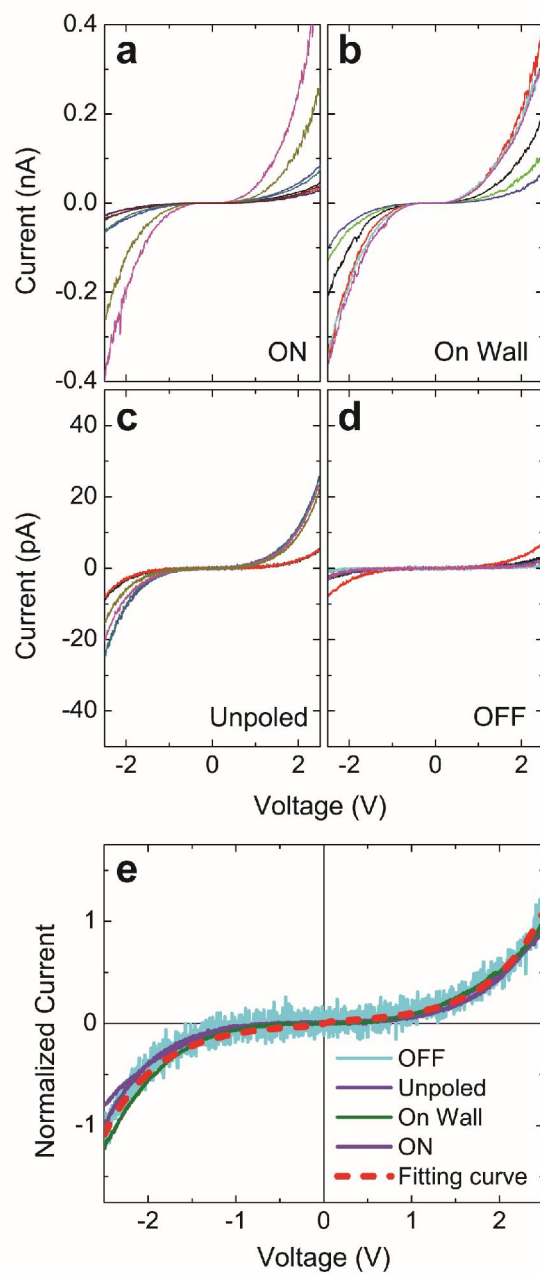 a
b
0.4
0.2
0.0
-0.2
-0.4
Current (nA)
ON
On Wall
c
d
40
20
0
-20
-40
Current (pA)
Unpoled
OFF
-2 0 2 -2 0 2
Voltage (V)
e
1
0
-1
Normalized Current
OFF
Unpoled
On Wall
ON
Fitting curve
-2 -1 0 1 2
Voltage (V)